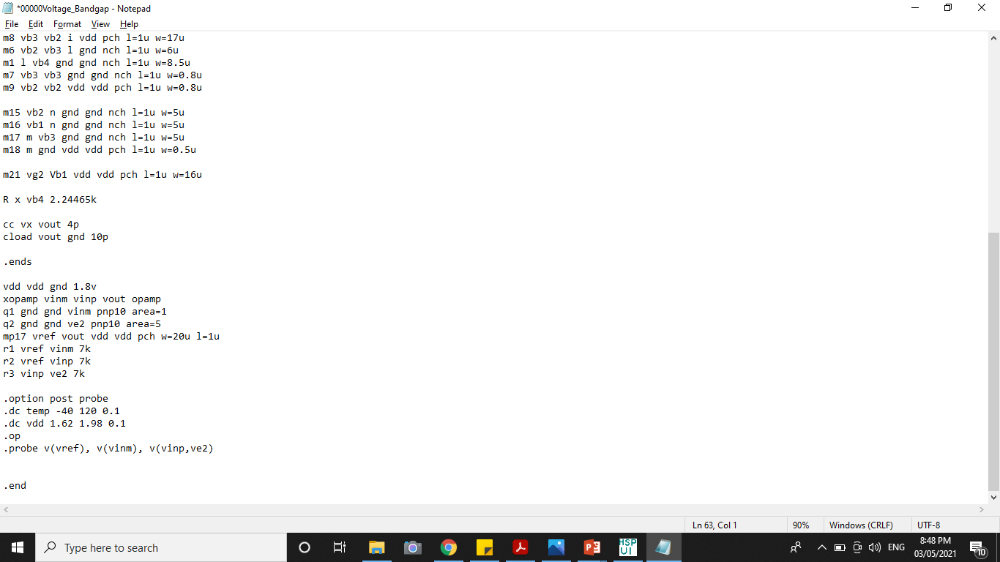 *00000Voltage_Bandgap - Notepad
File Edit Format View Help
m8 vb3 vb2 i vdd pch l=1u w=17u
m6 vb2 vb3 l gnd nch l=1u w=6u
m1 l vb4 gnd gnd nch l=1u w=8.5u
m7 vb3 vb3 gnd gnd nch l=1u w=0.8u
m9 vb2 vb2 vdd vdd pch l=1u w=0.8u
m15 vb2 n gnd gnd nch l=1u w=5u
m16 vb1 n gnd gnd nch l=1u w=5u
m17 m vb3 gnd gnd nch l=1u w=5u
m18 m gnd vdd vdd pch l=1u w=0.5u
m21 vg2 Vb1 vdd vdd pch l=1u w=16u
R x vb4 2.24465k
cc vx vout 4p
cload vout gnd 10p
.ends
vdd vdd gnd 1.8v
xopamp vinm vinp vout opamp
q1 gnd gnd vinm pnp10 area=1
q2 gnd gnd ve2 pnp10 area=5
mp17 vref vout vdd vdd pch w=20u l=1u
r1 vref vinm 7k
r2 vref vinp 7k
r3 vinp ve2 7k
.option post probe
.dc temp -40 120 0.1
.dc vdd 1.62 1.98 0.1
.op
.probe v(vref), v(vinm), v(vinp,ve2)
.end
Ln 63, Col 1 90% Windows (CRLF) UTF-8
Type here to search
HSP UI
ENG
8:48 PM
03/05/2021
10